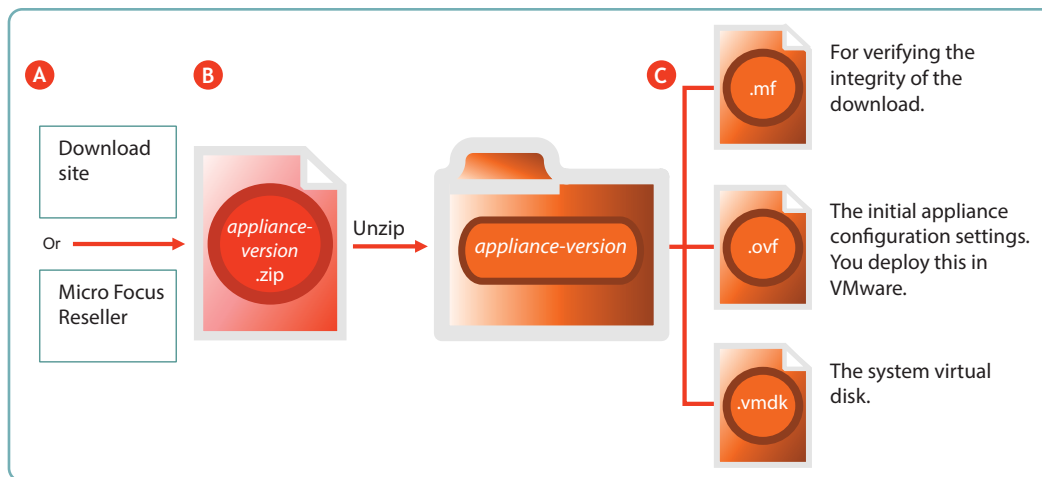 A
B
C
Download
site
Or
Micro Focus
Reseller
appliance-
version
.zip
Unzip
appliance-version
.mf
For verifying the
integrity of the
download.
.ovf
The initial appliance
configuration settings.
You deploy this in
VMware.
.vmdk
The system virtual
disk.